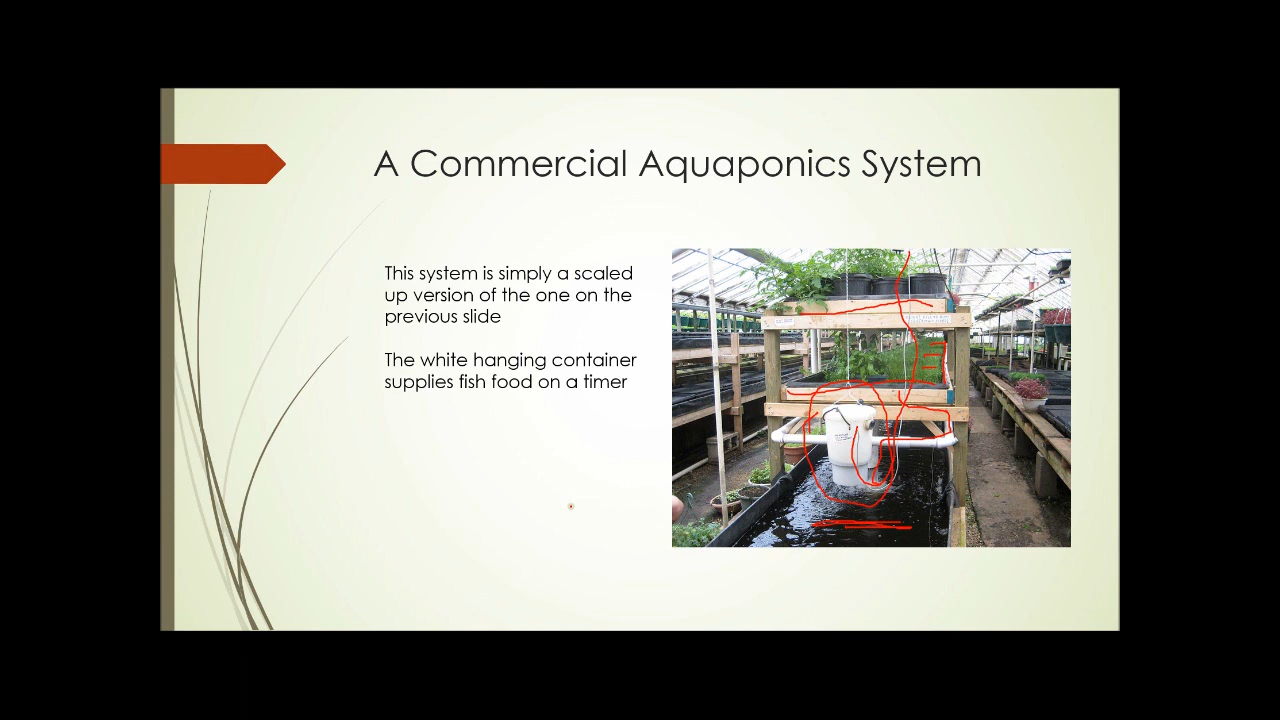 A Commercial Aquaponics System
This system is simply a scaled
up version of the one on the
previous slide
The white hanging container
supplies fish food on a timer